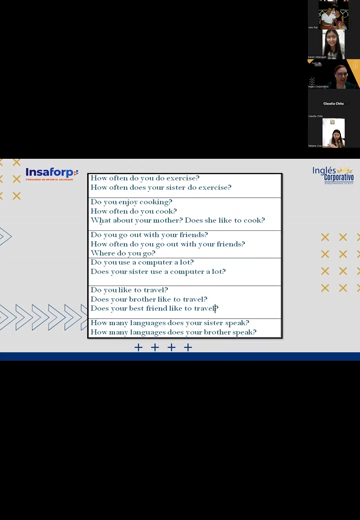 Claudia Chita
Insaforp
Inglés
Corporativo
How often do you do exercise?
How often does your sister do exercise?
Do you enjoy cooking?
How often do you cook?
What about your mother? Does she like to cook?
Do you go out with your friends?
How often do you go out with your friends?
Where do you go?
Do you use a computer a lot?
Does your sister use a computer a lot?
Do you like to travel?
Does your brother like to travel?
Does your best friend like to travel?
How many languages does your sister speak?
How many languages does your brother speak?